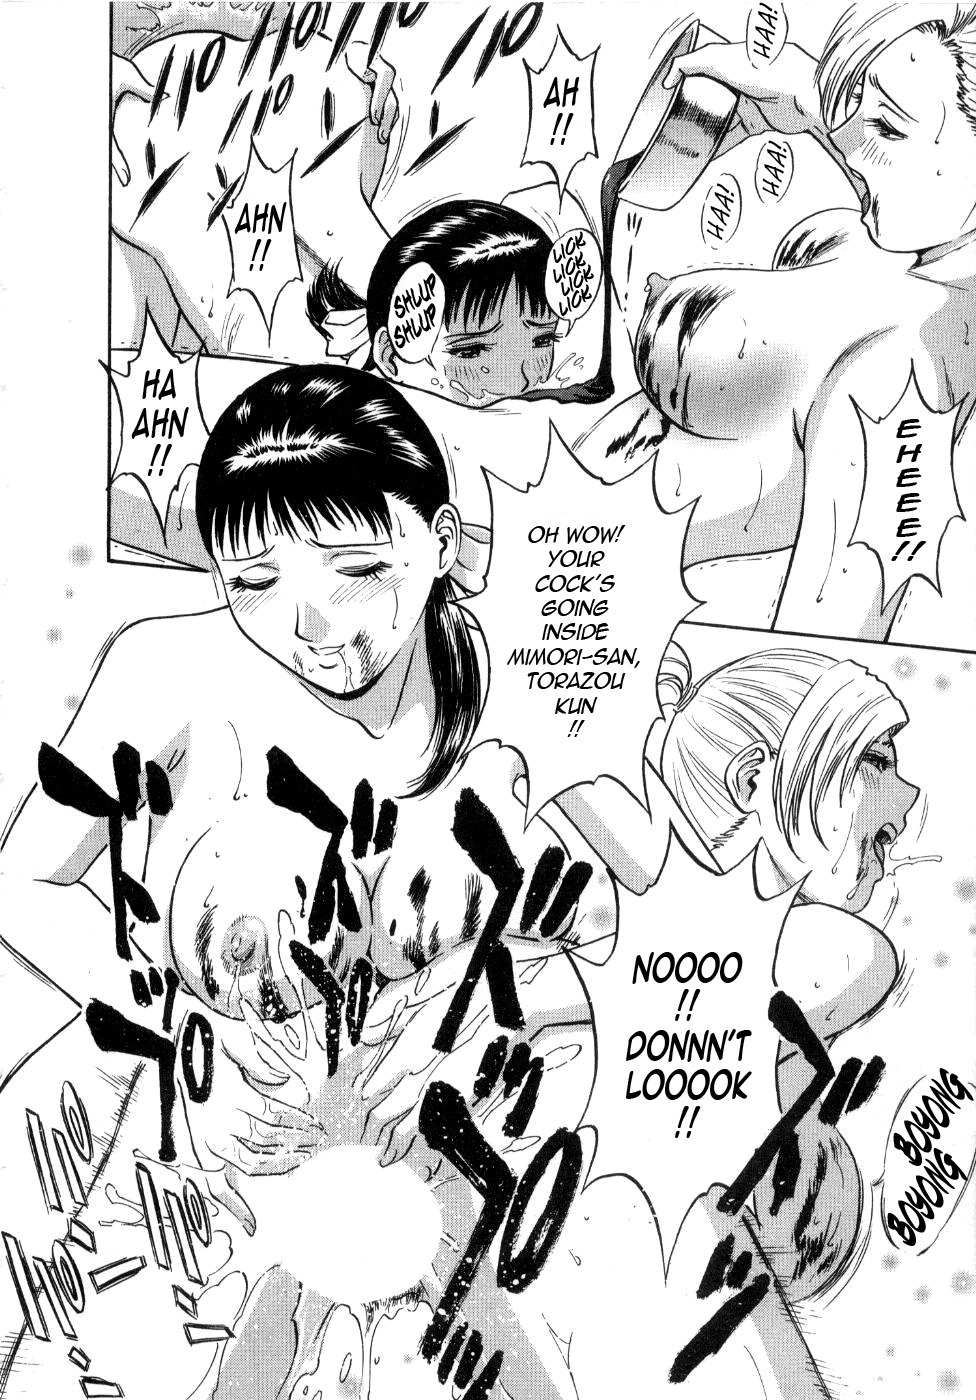 HAA!
HAA!
HAA!
EHEEE!!
AH
!!
LICK
LICK
LICK
LICK
SHLUP
SHLUP
AHN
!!
HA
AHN
!!
OH WOW!
YOUR
COCK'S
GOING
INSIDE
MIMORI-SAN,
TORAZOU
KUN
!!
NOOOO
!!
DONNN'T
LOOOOK
!!
BOYONG
BOYONG